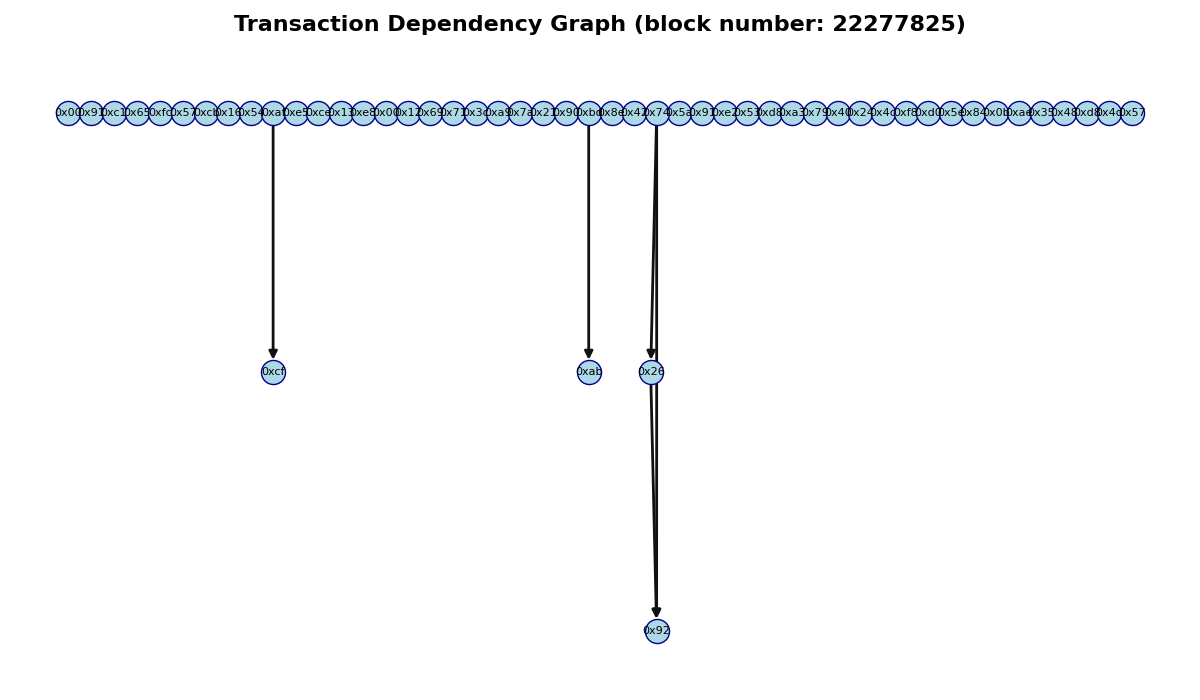 Transaction Dependency Graph (block number: 22277825)
0x00 0x91 0xc1 0x65 0xfc 0x57 0xcb 0x16 0x54 0xaf 0xe5 0xce 0x13 0xe8 0x00 0x12 0x69 0x71 0x3c 0xa9 0x7a 0x21 0x90 0xbd 0x8e 0x42 0x74 0x5a 0x91 0xe2 0x53 0xd8 0xa3 0x79 0x40 0x24 0x4c 0xf8 0xd0 0x5e 0x84 0x0b 0xae 0x35 0x48 0xd8 0x4d 0x57
0xcf 0xab 0x26
0x92